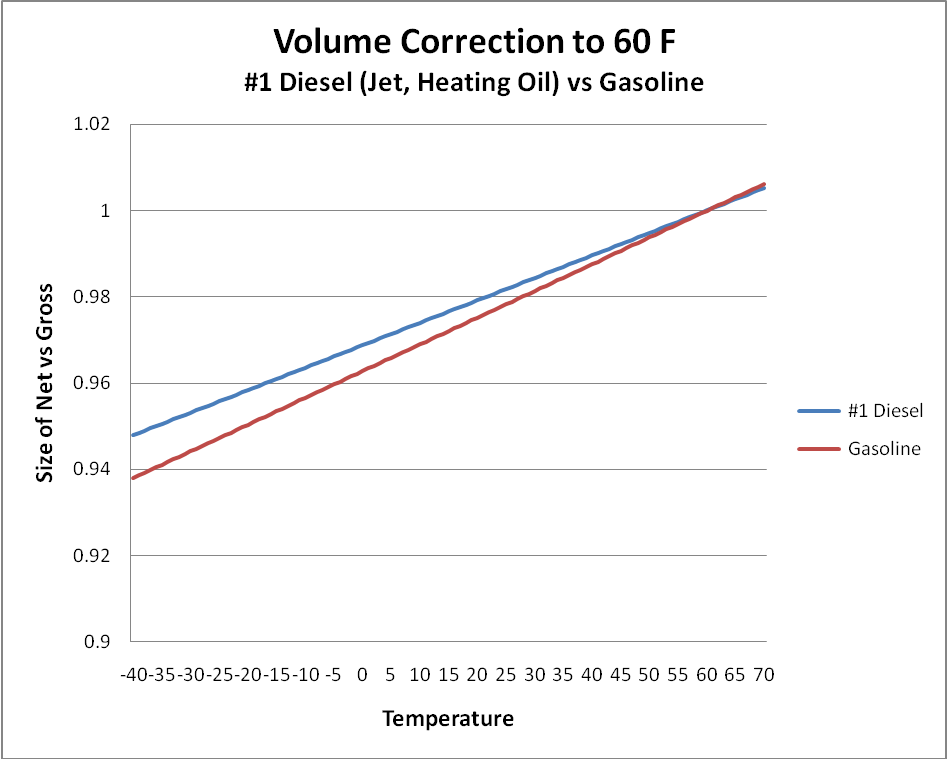 Volume Correction to 60 F
#1 Diesel (Jet, Heating Oil) vs Gasoline
1.02
1
0.98
0.96
0.94
0.92
0.9
Size of Net vs Gross
-40 -35 -30 -25 -20 -15 -10 -5 0 5 10 15 20 25 30 35 40 45 50 55 60 65 70
Temperature
#1 Diesel
Gasoline